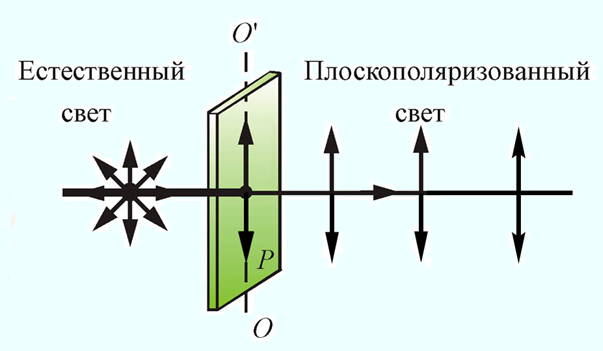 O'
Естественный
свет
Плоскополяризованный
свет
P
O